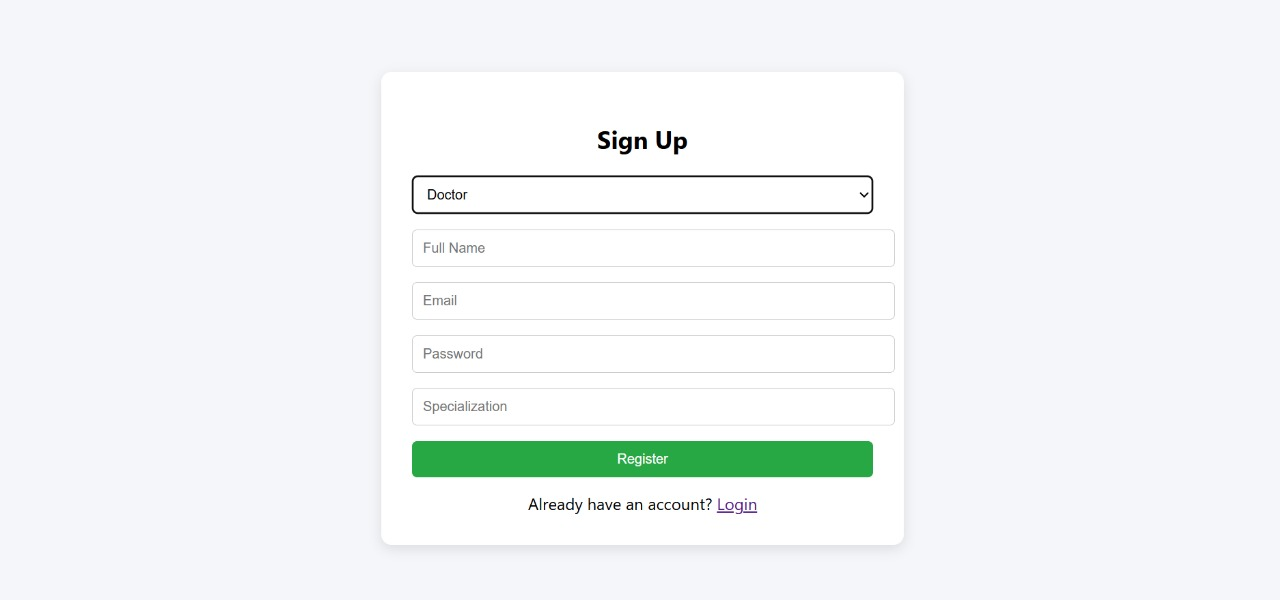 Sign Up
Doctor
Full Name
Email
Password
Specialization
Register
Already have an account? Login